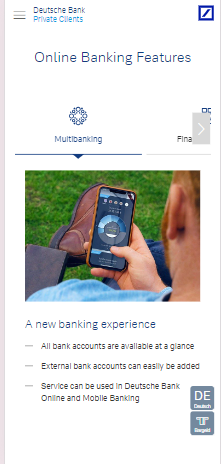 Deutsche Bank
Private Clients
Online Banking Features
Multibanking
Fina
A new banking experience
— All bank accounts are available at a glance
— External bank accounts can easily be added
— Service can be used in Deutsche Bank
Online and Mobile Banking
DE
Deutsch